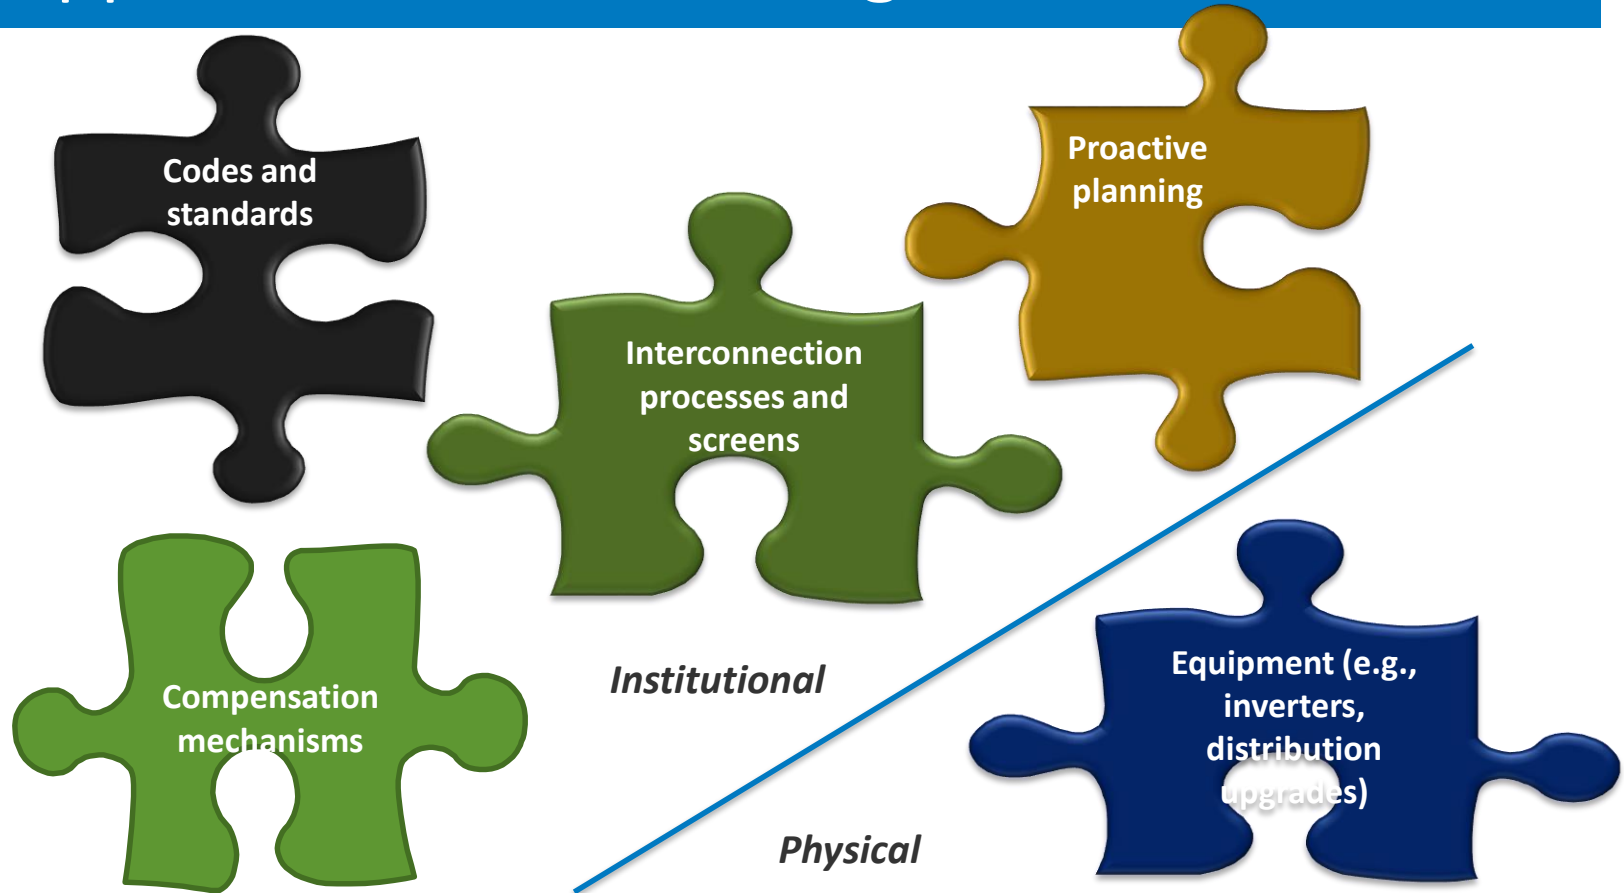 Codes and
standards
Proactive
planning
Interconnection
processes and
screens
Compensation
mechanisms
Institutional
Equipment (e.g.,
inverters,
distribution
upgrades)
Physical